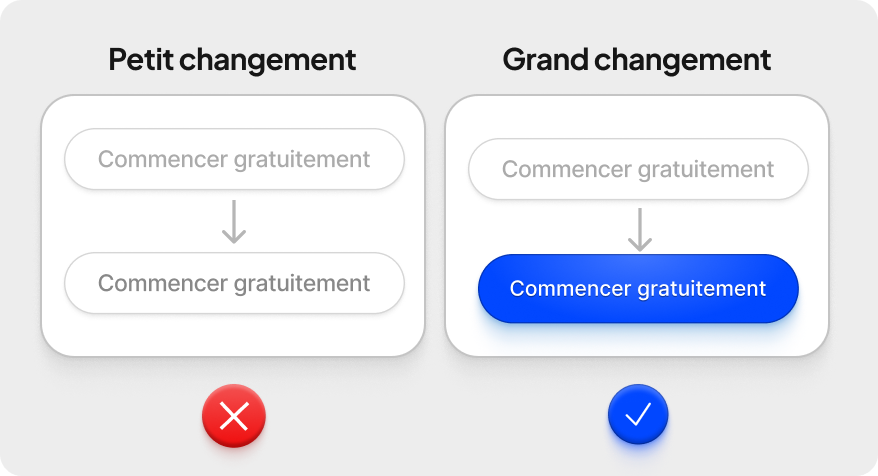 Petit changement
Commencer gratuitement
Commencer gratuitement
Grand changement
Commencer gratuitement
Commencer gratuitement